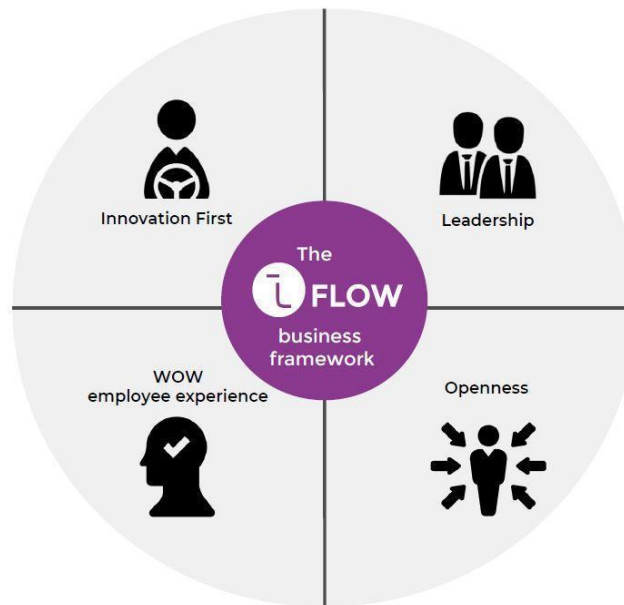 Innovation First
Leadership
The
ī FLOW
business
framework
WOW
employee experience
Openness